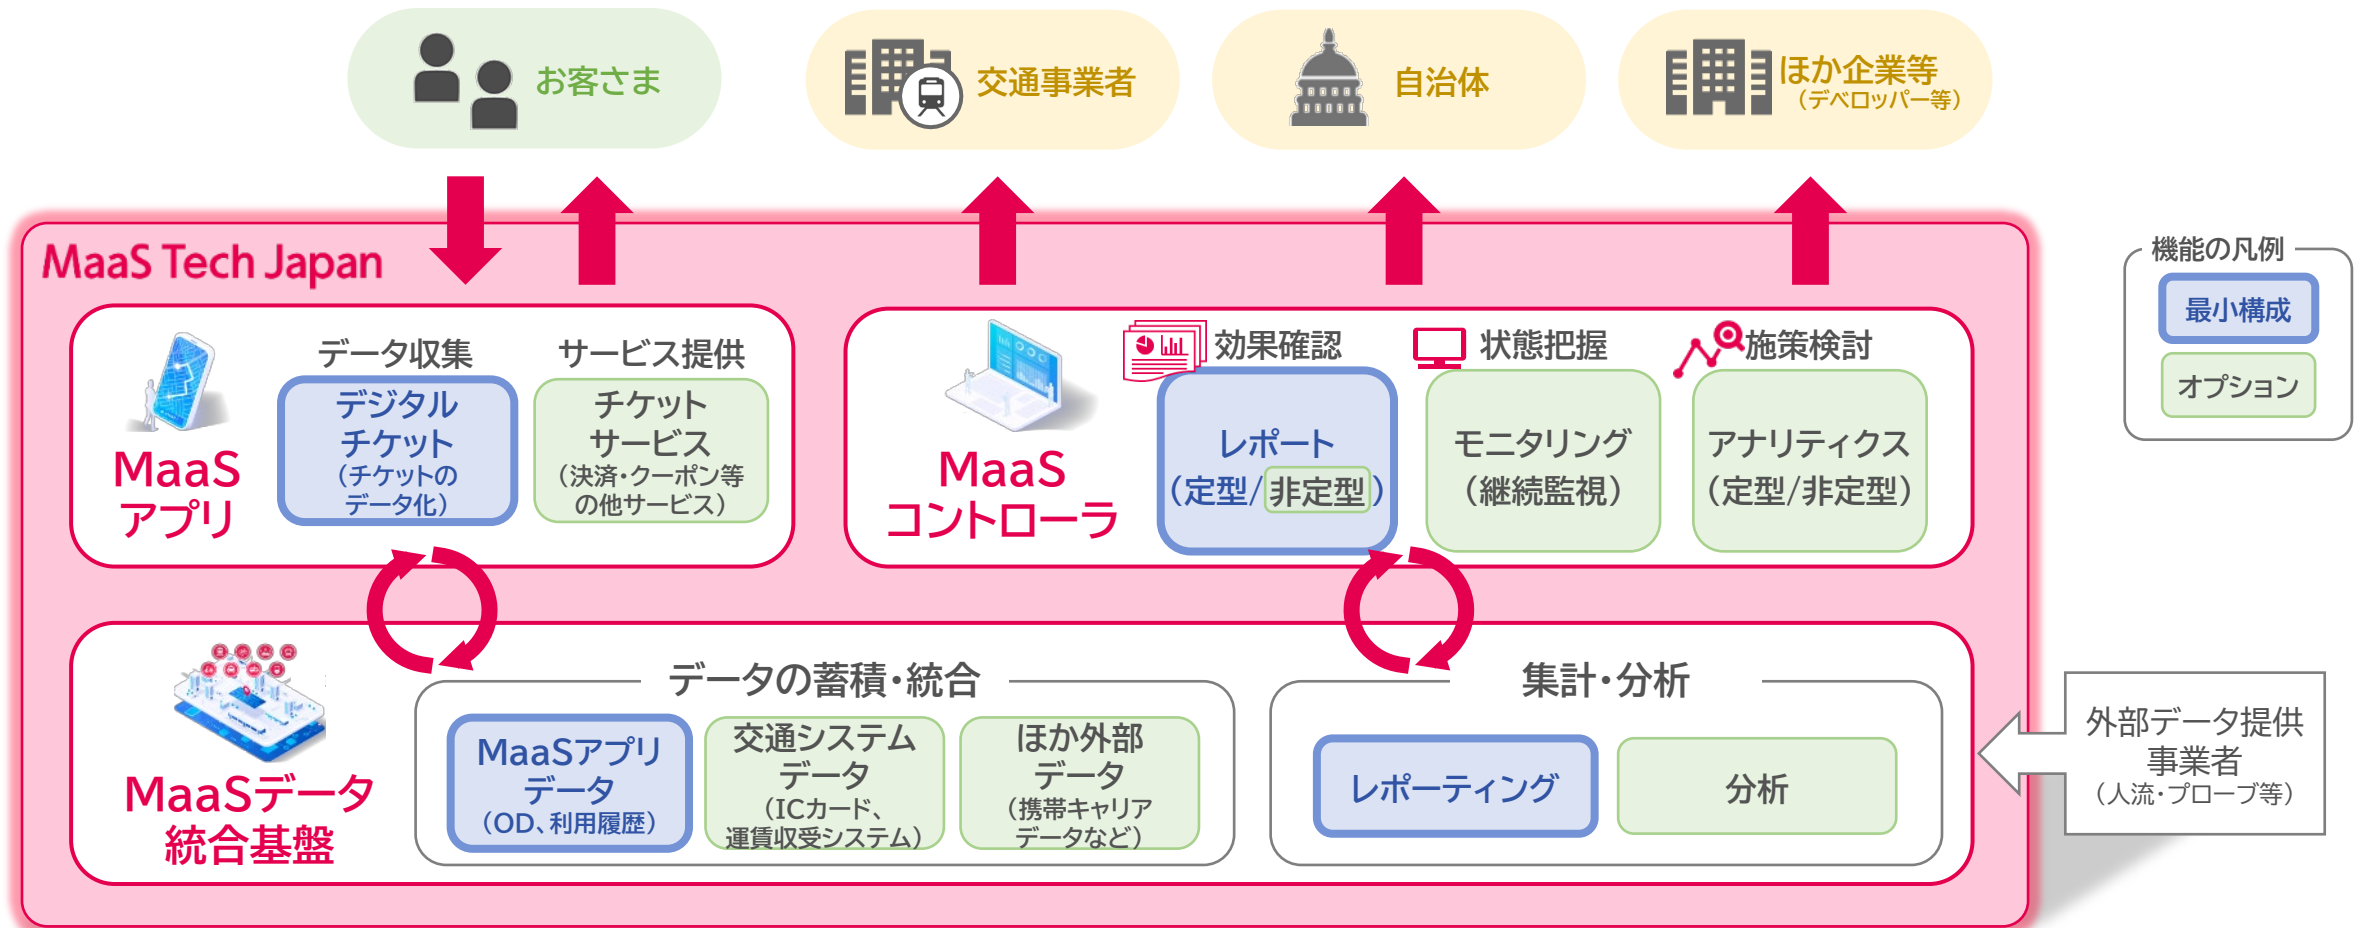 お客さま
交通事業者
自治体
ほか企業等
（デベロッパー等）
MaaS Tech Japan
機能の凡例
最小構成
オプション
MaaS
アプリ
データ収集
デジタル
チケット
（チケットの
データ化）
サービス提供
チケット
サービス
（決済・クーポン等
の他サービス）
MaaS
コントローラ
効果確認
レポート
（定型/非定型）
状態把握
モニタリング
（継続監視）
施策検討
アナリティクス
（定型/非定型）
MaaSデータ
統合基盤
データの蓄積・統合
MaaSアプリ
データ
（OD、利用履歴）
交通システム
データ
（ICカード、
運賃収受システム）
ほか外部
データ
（携帯キャリア
データなど）
集計・分析
レポーティング
分析
外部データ提供
事業者
（人流・プローブ等）